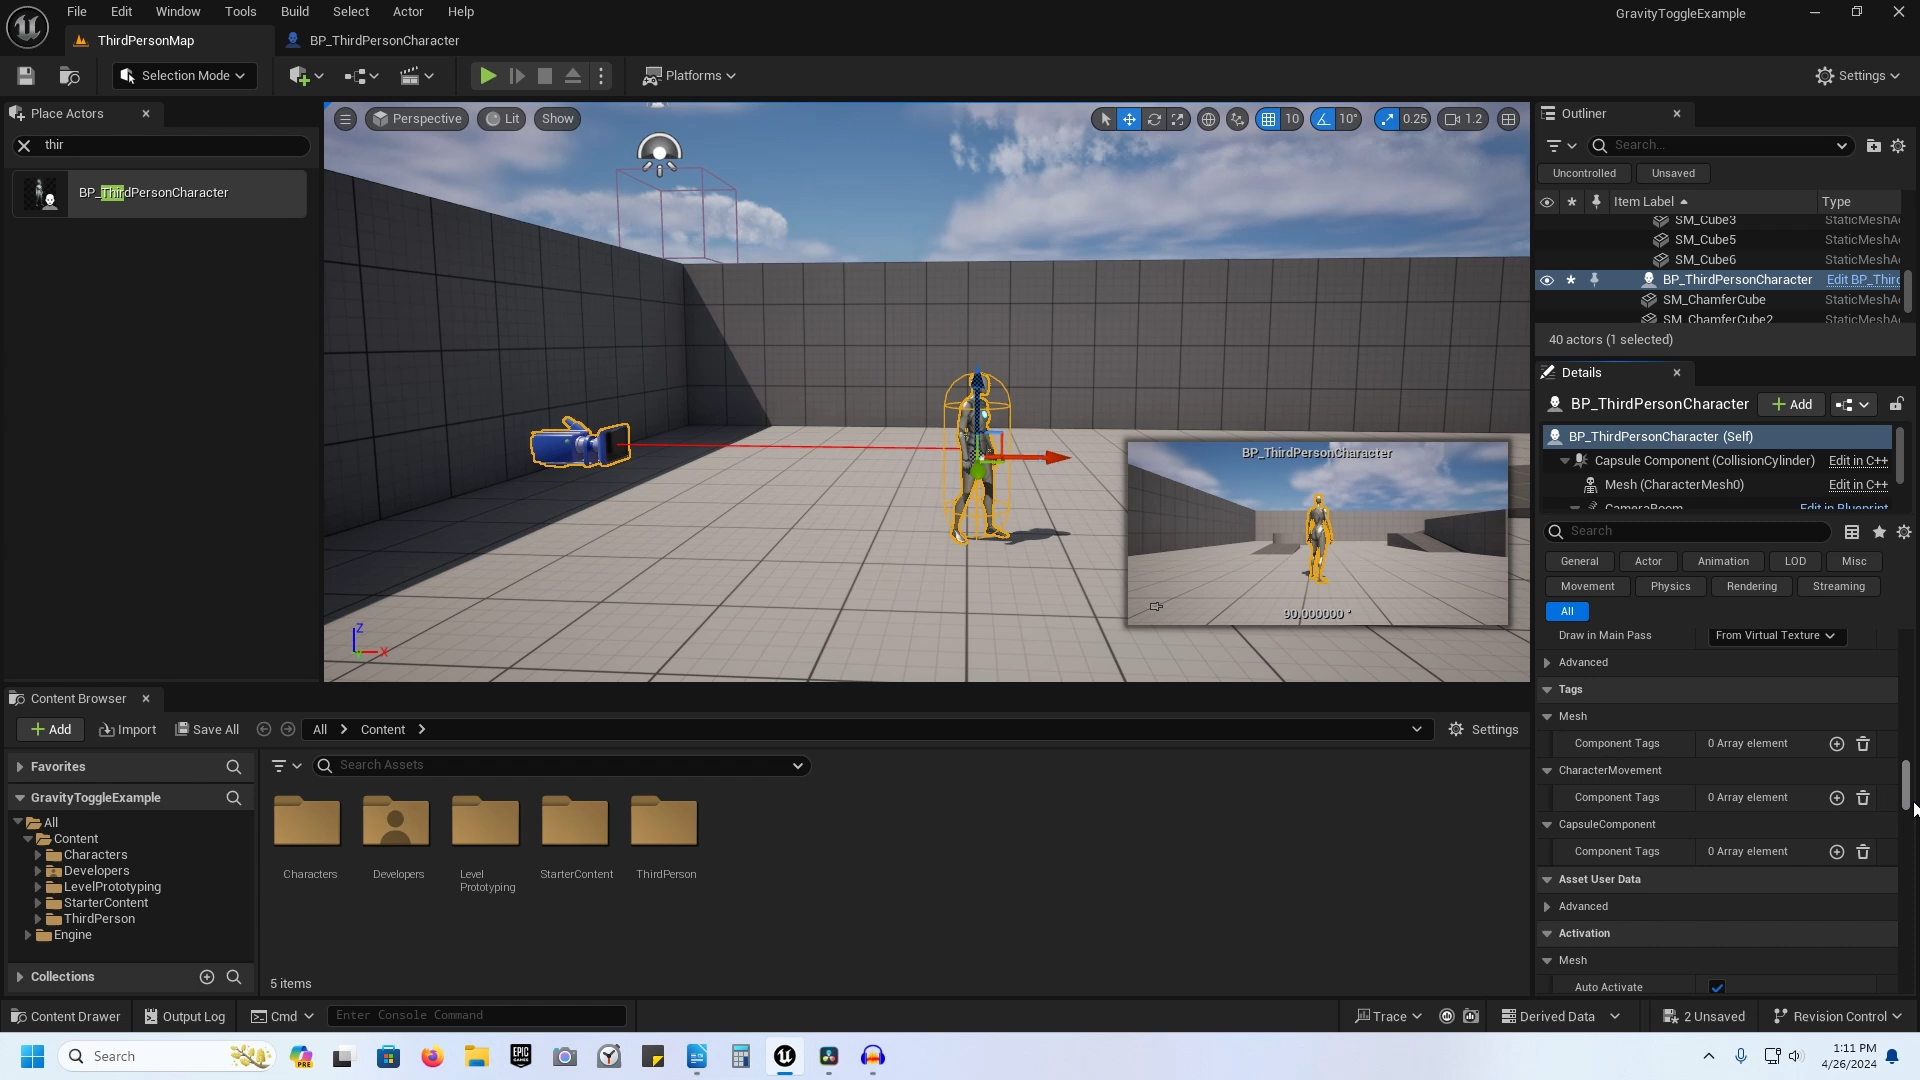 File Edit Window Tools Build Select Actor Help
GravityToggleExample
ThirdPersonMap
BP_ThirdPersonCharacter
Selection Mode
Platforms
Settings
Place Actors
thir
BP_ThirdPersonCharacter
Perspective
Lit
Show
10
10°
0.25
1.2
BP_ThirdPersonCharacter
90.000000 °
Z
X
Outliner
Search...
Uncontrolled
Unsaved
Item Label
Type
SM_Cube3 StaticMeshA
SM_Cube5 StaticMeshA
SM_Cube6 StaticMeshA
BP_ThirdPersonCharacter Edit BP_Third
SM_ChamferCube StaticMeshA
SM_ChamferCube2 StaticMeshA
40 actors (1 selected)
Details
BP_ThirdPersonCharacter
Add
BP_ThirdPersonCharacter (Self)
Capsule Component (CollisionCylinder) Edit in C++
Mesh (CharacterMesh0) Edit in C++
CameraBoom Edit in Blueprint
Search
General Actor Animation LOD Misc
Movement Physics Rendering Streaming
All
Draw in Main Pass From Virtual Texture
Advanced
Tags
Mesh
Component Tags 0 Array element
CharacterMovement
Component Tags 0 Array element
CapsuleComponent
Component Tags 0 Array element
Asset User Data
Advanced
Activation
Mesh
Auto Activate
Content Browser
Add Import Save All All Content Settings
Favorites
Search Assets
GravityToggleExample
All
Content
Characters
Developers
LevelPrototyping
StarterContent
ThirdPerson
Engine
Collections
Characters
Developers
Level
Prototyping
StarterContent
ThirdPerson
5 items
Content Drawer Output Log Cmd Enter Console Command Trace Derived Data 2 Unsaved Revision Control
Search
PRE
EPIC
GAMES
1:11 PM
4/26/2024